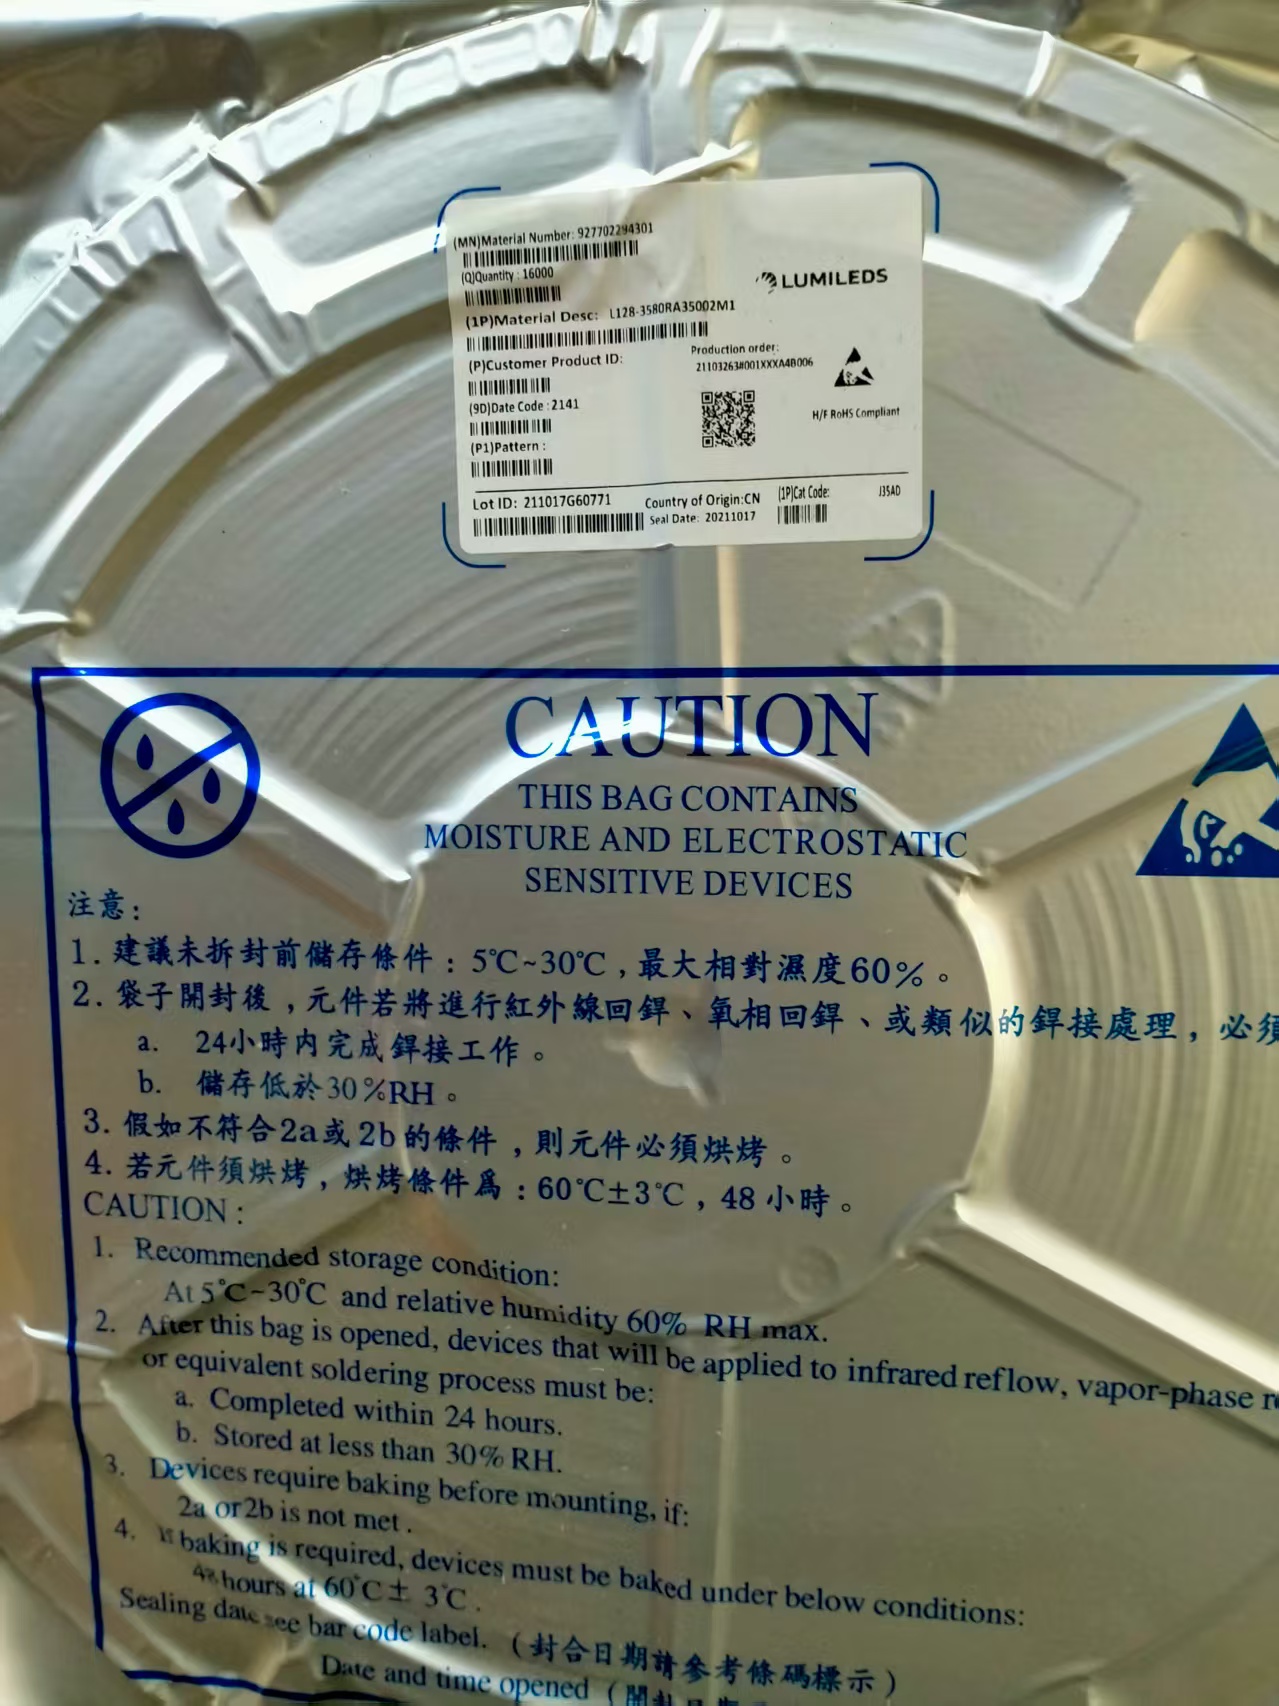 (MN)Material Number: 927702294301
(Q)Quantity : 16000
LUMILEDS
(1P)Material Desc: L128-3580RA35002M1
(P)Customer Product ID:
Production order:
21103263#001XXXA4B006
(9D)Date Code : 2141
H/F RoHS Compliant
(P1)Pattern :
Lot ID: 211017G60771
Country of Origin:CN
(1P)Cat Code:
J35AD
Seal Date: 20211017
CAUTION
THIS BAG CONTAINS
MOISTURE AND ELECTROSTATIC
SENSITIVE DEVICES
注意:
1. 建議未拆封前儲存條件：5℃~30℃，最大相對濕度60%。
2. 袋子開封後，元件若將進行紅外線回銲、氧相回銲、或類似的銲接處理，必須
a. 24小時内完成銲接工作。
b. 儲存低於30%RH。
3. 假如不符合2a或2b的條件，則元件必須烘烤。
4. 若元件須烘烤，烘烤條件爲：60℃±3℃，48小時。
CAUTION :
1. Recommended storage condition:
At 5℃~30℃ and relative humidity 60% RH max.
2. After this bag is opened, devices that will be applied to infrared reflow, vapor-phase
or equivalent soldering process must be:
a. Completed within 24 hours.
b. Stored at less than 30% RH.
3. Devices require baking before mounting, if:
2a or 2b is not met .
4. If baking is required, devices must be baked under below conditions:
48 hours at 60℃± 3℃ .
Sealing date see bar code label. (封合日期請參考條碼標示)
Date and time opened (開封日期